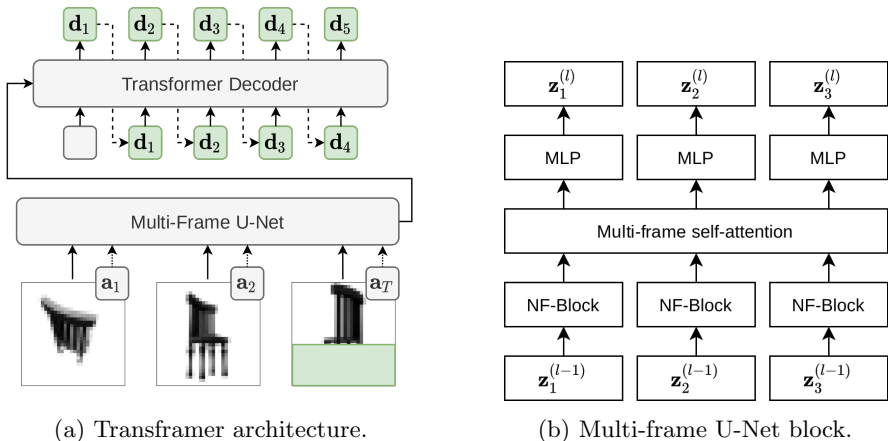 d₁ d₂ d₃ d₄ d₅
Transformer Decoder
d₁ d₂ d₃ d₄
Multi-Frame U-Net
a₁ a₂ a_T
(a) Transframer architecture.
z₁^(l) z₂^(l) z₃^(l)
MLP MLP MLP
Multi-frame self-attention
NF-Block NF-Block NF-Block
z₁^(l−1) z₂^(l−1) z₃^(l−1)
(b) Multi-frame U-Net block.